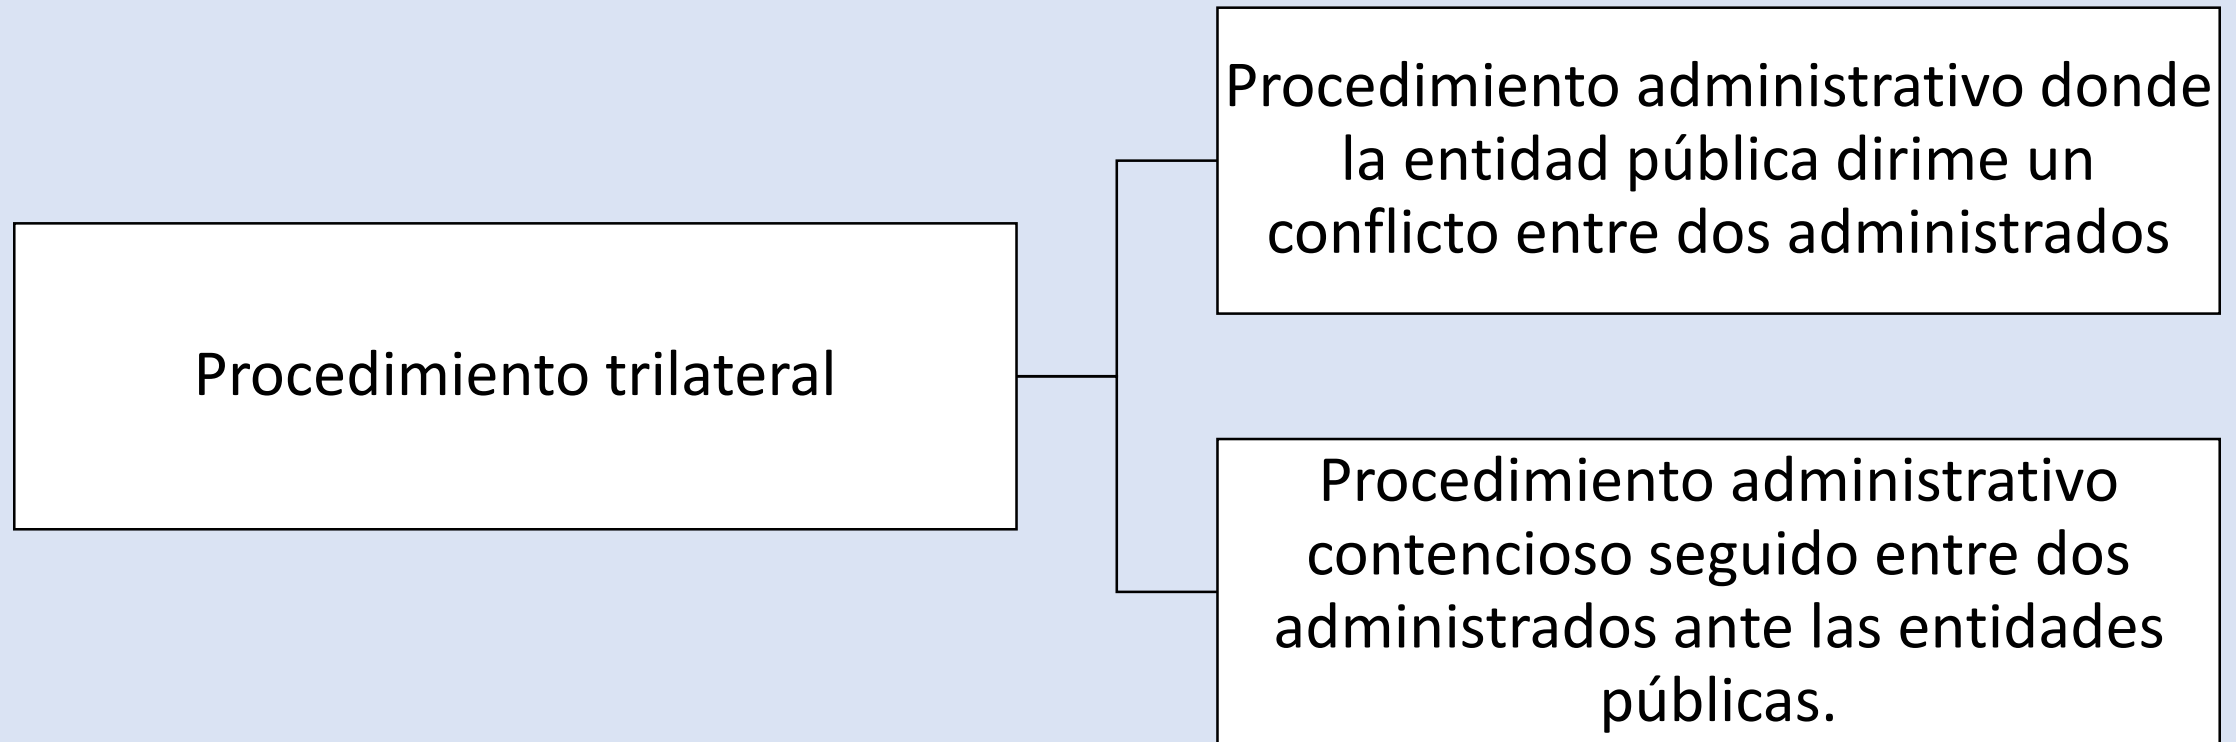 Procedimiento trilateral
Procedimiento administrativo donde
la entidad pública dirime un
conflicto entre dos administrados
Procedimiento administrativo
contencioso seguido entre dos
administrados ante las entidades
públicas.